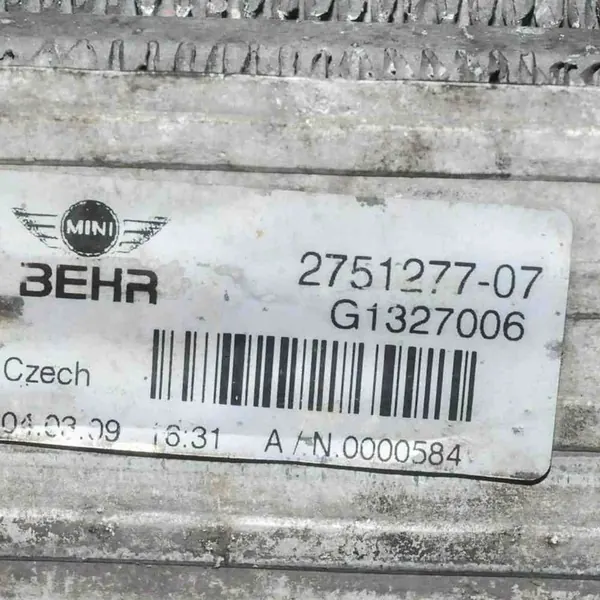 MINI
BEHR
2751277-07
G1327006
Czech
04.03.09 16:31 A/N.0000584